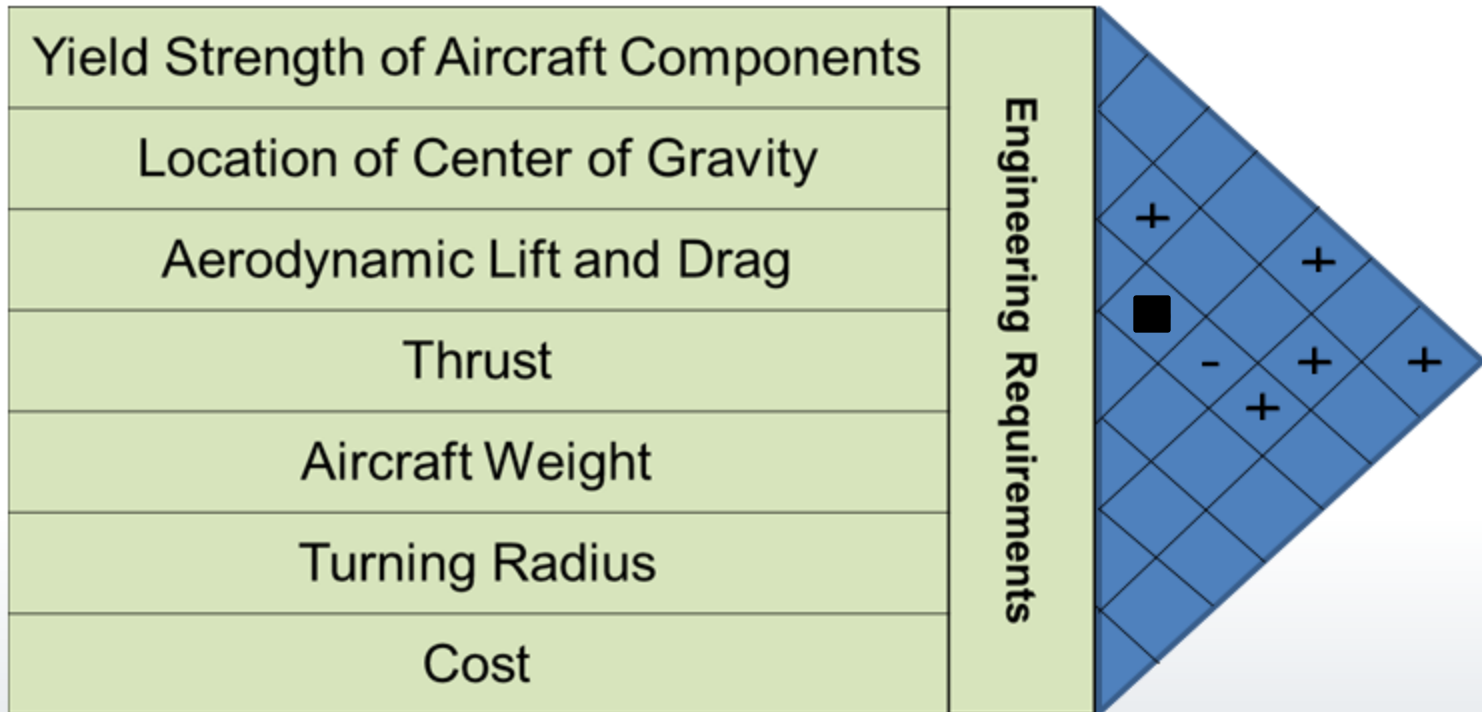 Yield Strength of Aircraft Components
Location of Center of Gravity
Aerodynamic Lift and Drag
Thrust
Aircraft Weight
Turning Radius
Cost
Engineering Requirements
+
+
- + +
+